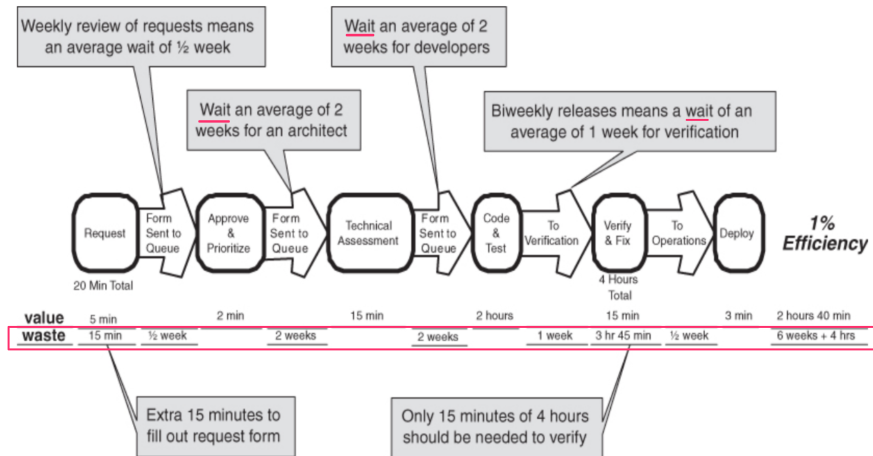 Weekly review of requests means
an average wait of ½ week
Wait an average of 2
weeks for developers
Wait an average of 2
weeks for an architect
Biweekly releases means a wait of an
average of 1 week for verification
Request
Form
Sent to
Queue
Approve
&
Prioritize
Form
Sent to
Queue
Technical
Assessment
Form
Sent to
Queue
Code
&
Test
To
Verification
Verify
& Fix
To
Operations
Deploy
1%
Efficiency
20 Min Total
4 Hours
Total
value 5 min 2 min 15 min 2 hours 15 min 3 min 2 hours 40 min
waste 15 min ½ week 2 weeks 2 weeks 1 week 3 hr 45 min ½ week 6 weeks + 4 hrs
Extra 15 minutes to
fill out request form
Only 15 minutes of 4 hours
should be needed to verify